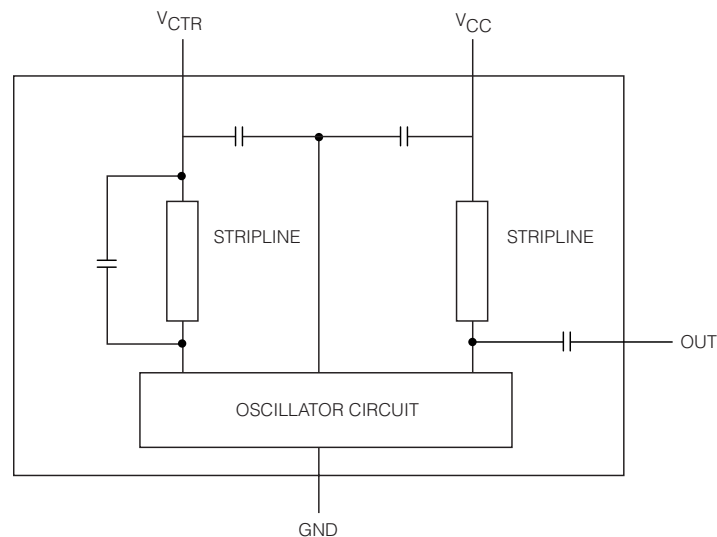 VCTR
VCC
STRIPLINE
STRIPLINE
OUT
OSCILLATOR CIRCUIT
GND